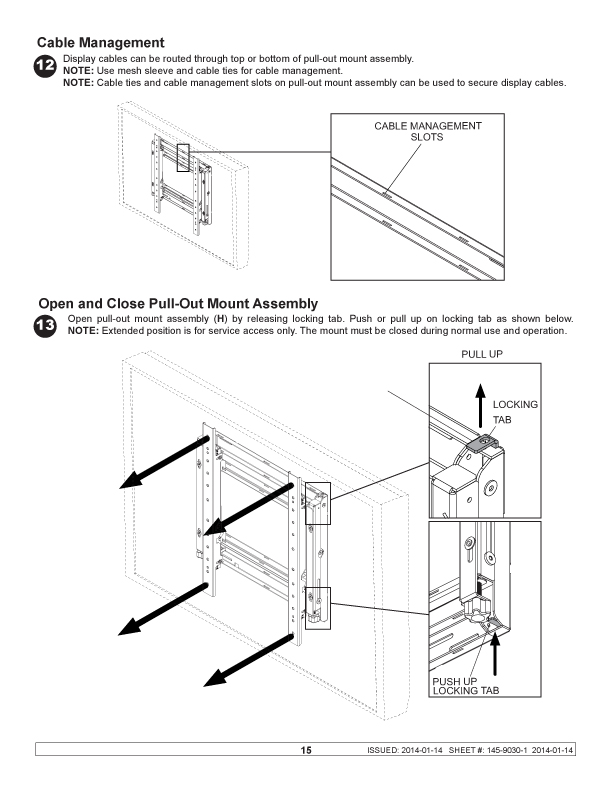 Cable Management
12 Display cables can be routed through top or bottom of pull-out mount assembly.
NOTE: Use mesh sleeve and cable ties for cable management.
NOTE: Cable ties and cable management slots on pull-out mount assembly can be used to secure display cables.
CABLE MANAGEMENT
SLOTS
Open and Close Pull-Out Mount Assembly
13 Open pull-out mount assembly (H) by releasing locking tab. Push or pull up on locking tab as shown below.
NOTE: Extended position is for service access only. The mount must be closed during normal use and operation.
PULL UP
LOCKING
TAB
PUSH UP
LOCKING TAB
15 ISSUED: 2014-01-14 SHEET #: 145-9030-1 2014-01-14